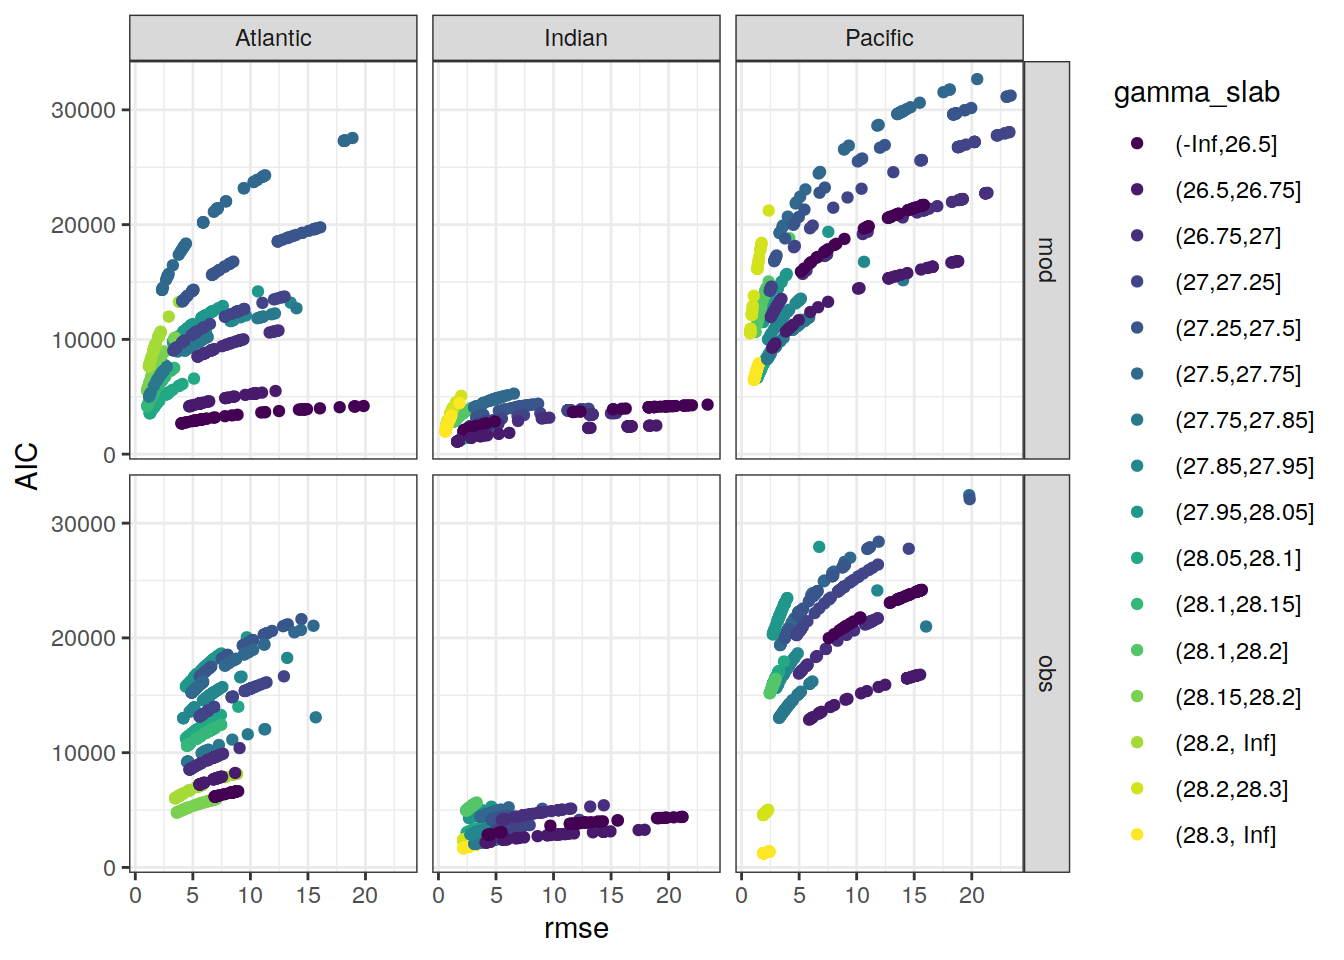 Atlantic Indian Pacific
gamma_slab
(-Inf,26.5]
(26.5,26.75]
(26.75,27]
(27,27.25]
(27.25,27.5]
(27.5,27.75]
(27.75,27.85]
(27.85,27.95]
(27.95,28.05]
(28.05,28.1]
(28.1,28.15]
(28.1,28.2]
(28.15,28.2]
(28.2, Inf]
(28.2,28.3]
(28.3, Inf]
30000
20000
10000
0
mod
30000
20000
10000
0
obs
AIC
0 5 10 15 20 0 5 10 15 20 0 5 10 15 20
rmse